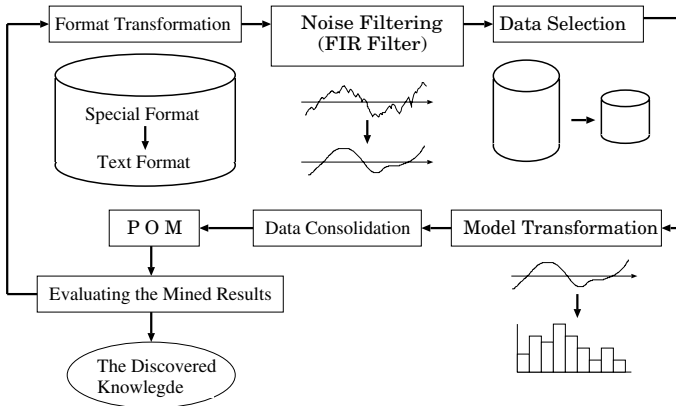 Format Transformation
Noise Filtering
(FIR Filter)
Data Selection
Special Format
Text Format
P O M
Data Consolidation
Model Transformation
Evaluating the Mined Results
The Discovered
Knowlegde